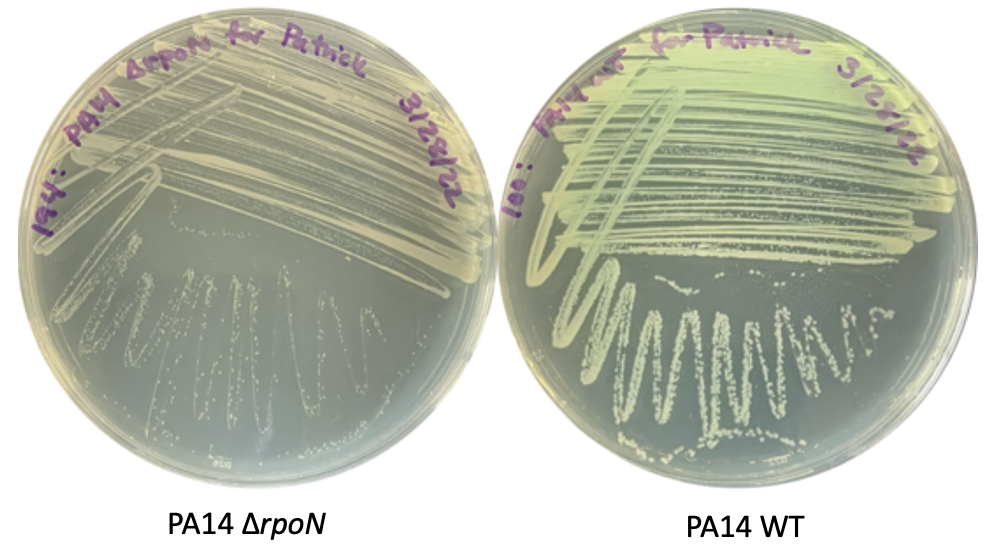 194: PA14 ΔrpoN for Patrick 3/28/22
100: PA14 WT for Patrick 3/28/22
PA14 ΔrpoN
PA14 WT